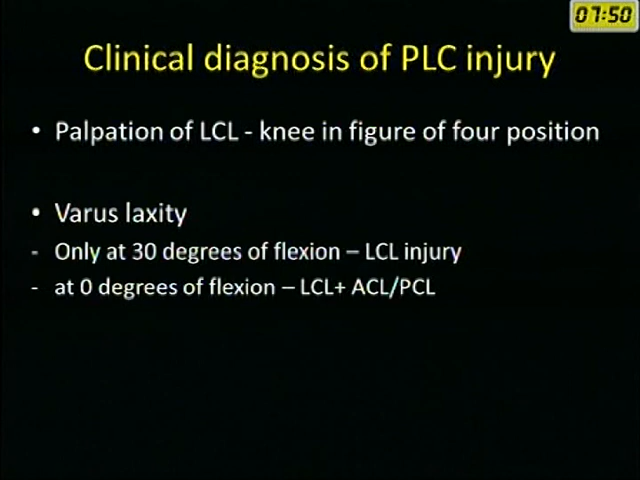 07:50
Clinical diagnosis of PLC injury
• Palpation of LCL - knee in figure of four position
• Varus laxity
- Only at 30 degrees of flexion – LCL injury
- at 0 degrees of flexion – LCL+ ACL/PCL